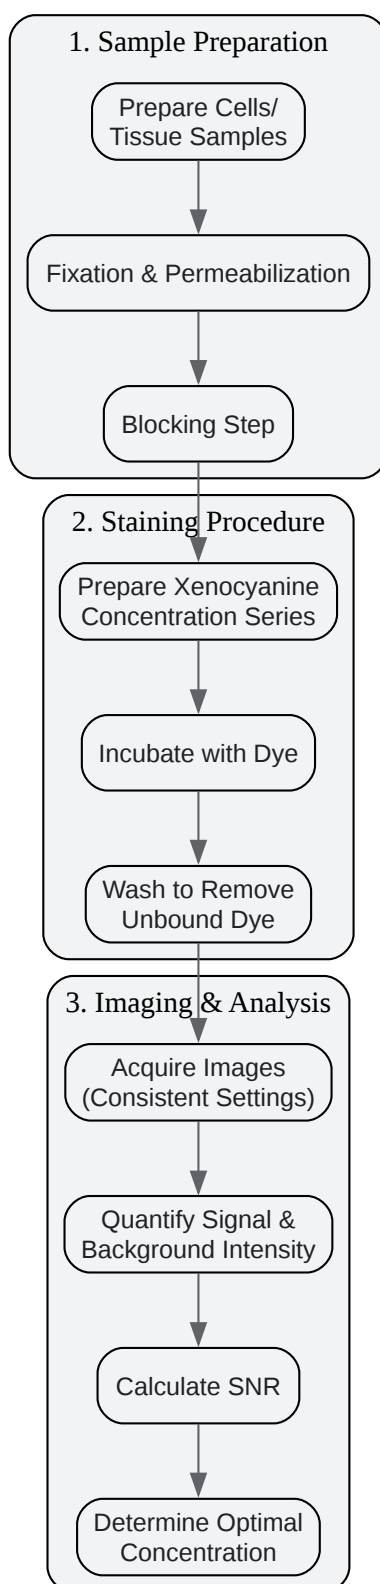 1. Sample Preparation
Prepare Cells/
Tissue Samples
Fixation & Permeabilization
Blocking Step
2. Staining Procedure
Prepare Xenocyanine
Concentration Series
Incubate with Dye
Wash to Remove
Unbound Dye
3. Imaging & Analysis
Acquire Images
(Consistent Settings)
Quantify Signal &
Background Intensity
Calculate SNR
Determine Optimal
Concentration